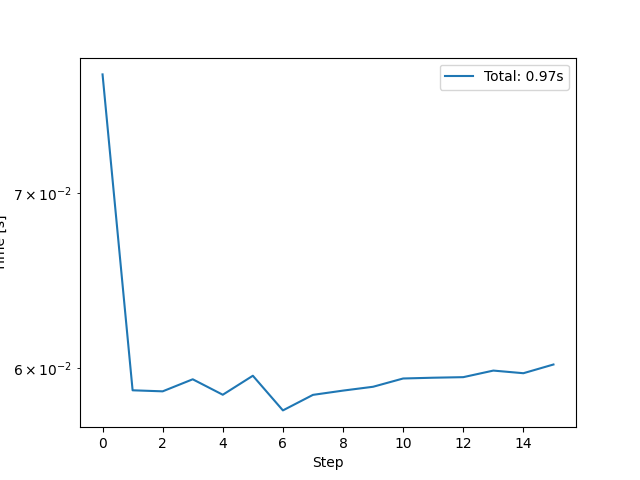 Total: 0.97s
7 × 10⁻²
6 × 10⁻²
Time [s]
0 2 4 6 8 10 12 14
Step